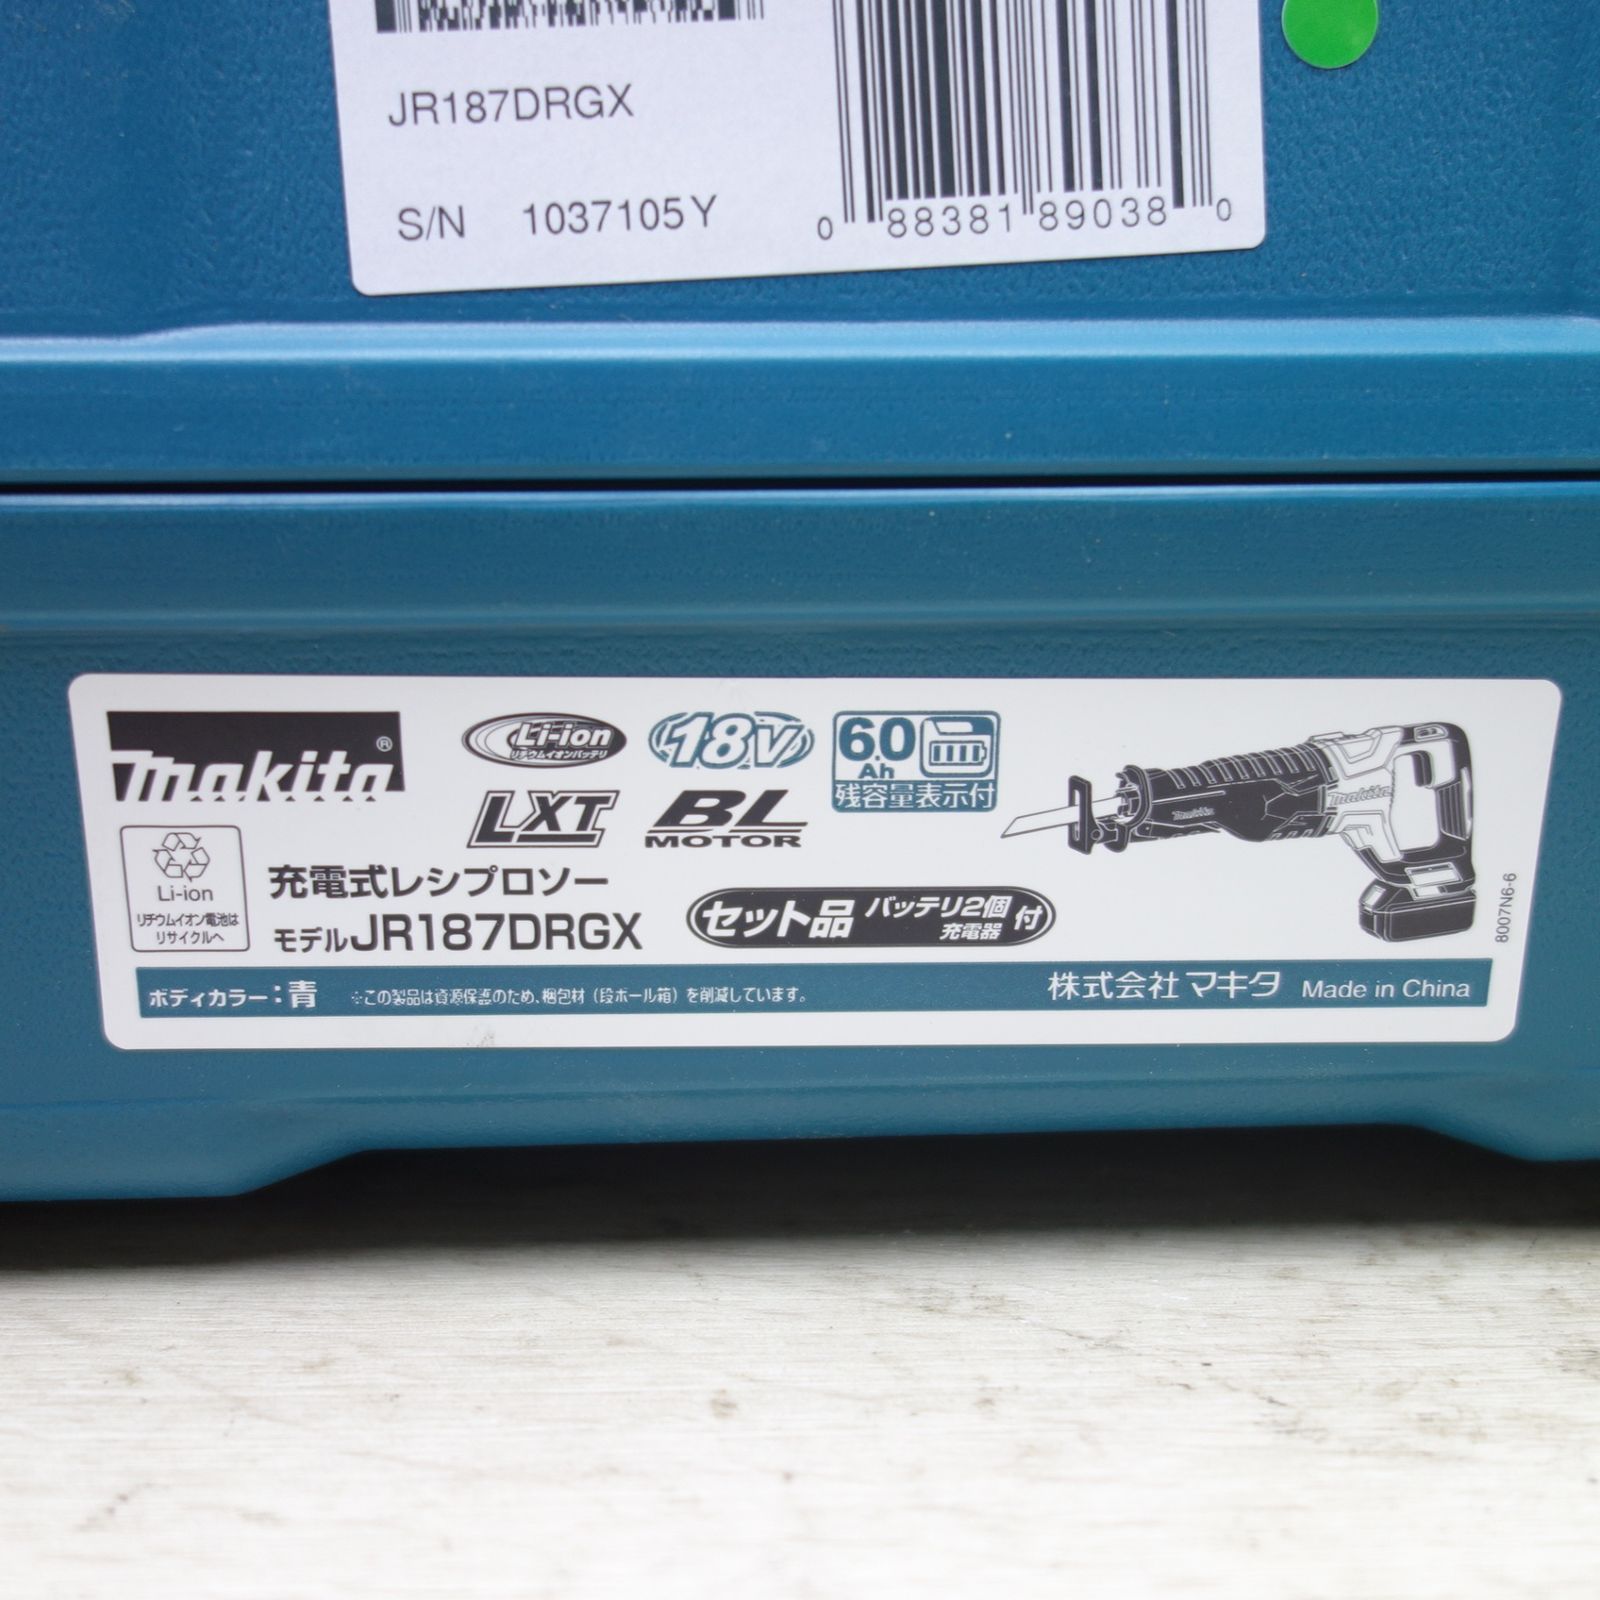 JR187DRGX
S/N 1037105Y
0 88381 89038 0
makita®
Li-ion
リチウムイオンバッテリ
18V
6.0
Ah
残容量表示付
LXT
BL
MOTOR
Makita
makita
Li-ion
リチウムイオン電池は
リサイクルへ
充電式レシプロソー
モデルJR187DRGX
セット品 バッテリ2個
充電器 付
8007N6-6
ボディカラー：青 ※この製品は資源保護のため、梱包材（段ボール箱）を削減しています。
株式会社マキタ Made in China